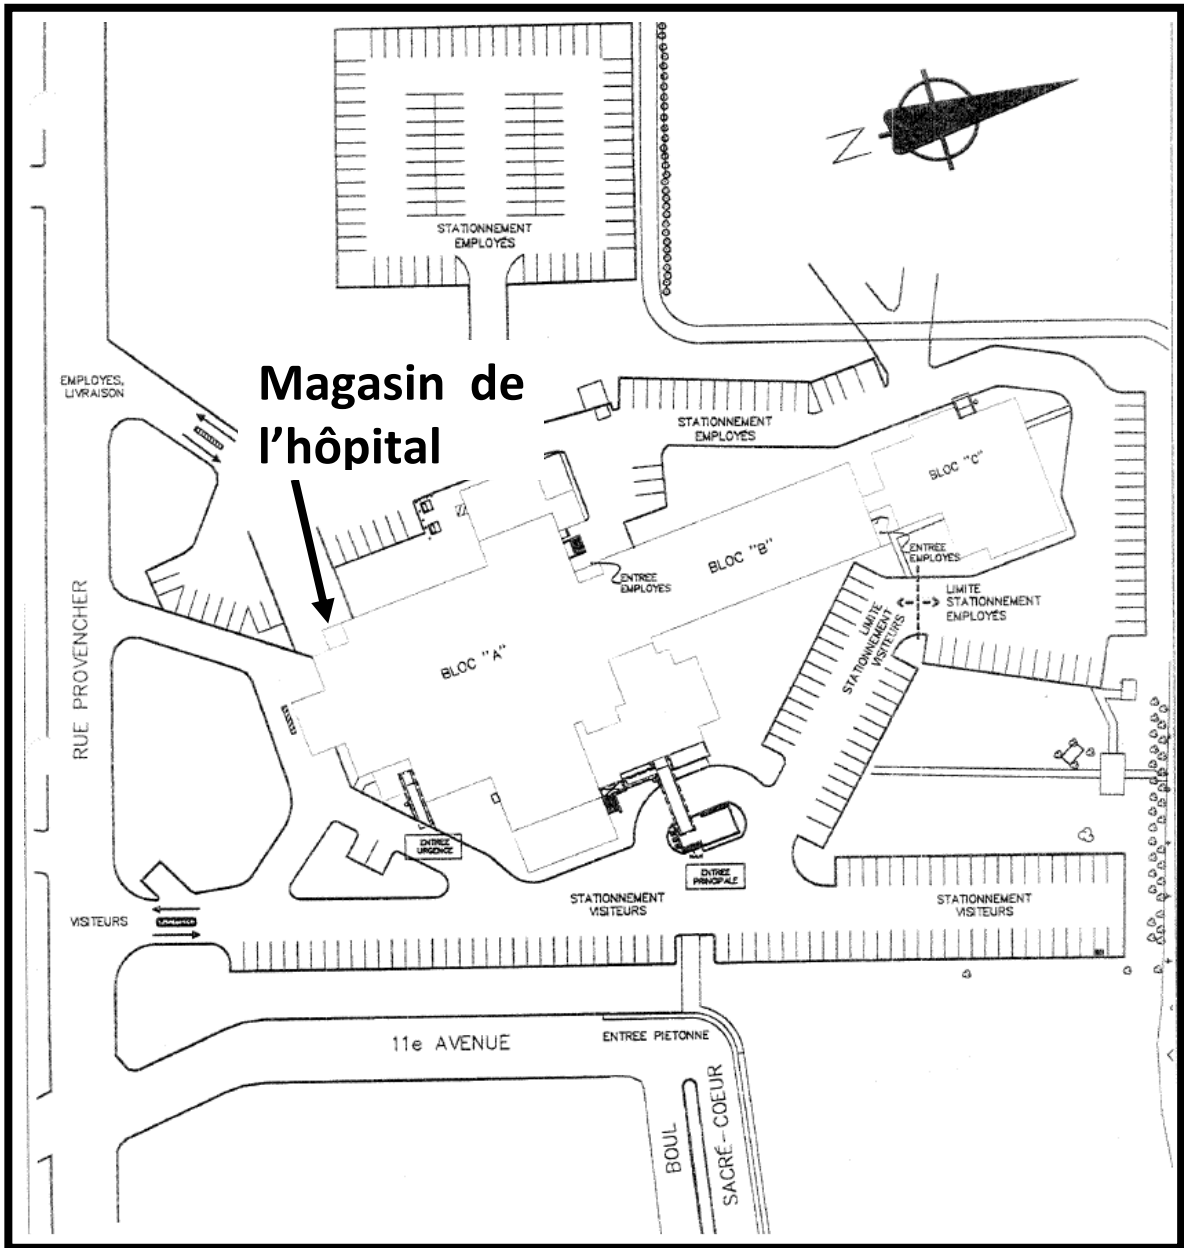 N
STATIONNEMENT
EMPLOYÉS
EMPLOYES,
LIVRAISON
Magasin de
l'hôpital
STATIONNEMENT
EMPLOYÉS
BLOC "C"
BLOC "B"
ENTREE
EMPLOYES
ENTREE
EMPLOYES
LIMITE
STATIONNEMENT
EMPLOYÉS
LIMITE
STATIONNEMENT
VISITEURS
BLOC "A"
RUE PROVENCHER
ENTREE
URGENCE
ENTREE
PRINCIPALE
STATIONNEMENT
VISITEURS
STATIONNEMENT
VISITEURS
VISITEURS
11e AVENUE
ENTREE PIETONNE
BOUL
SACRÉ-COEUR